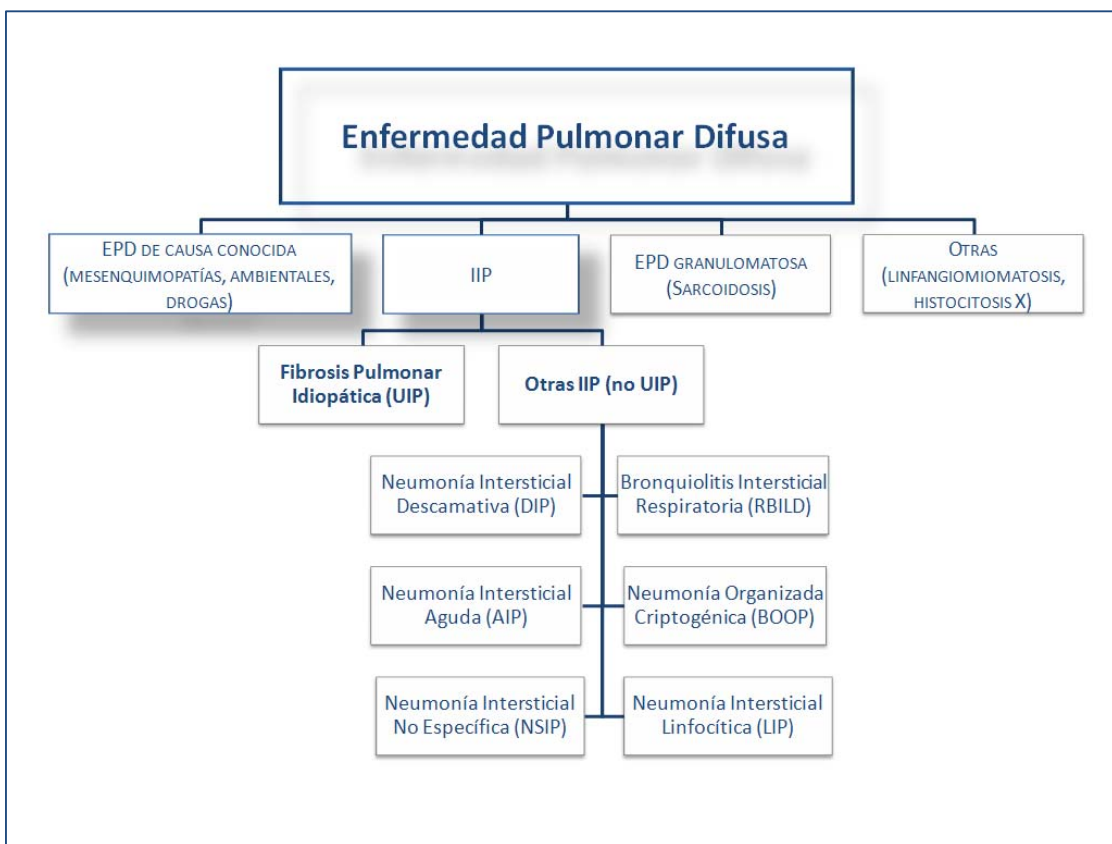 Enfermedad Pulmonar Difusa
EPD DE CAUSA CONOCIDA
(MESENQUIMOPATÍAS, AMBIENTALES,
DROGAS)
IIP
EPD GRANULOMATOSA
(SARCOIDOSIS)
OTRAS
(LINFANGIOMIOMATOSIS,
HISTOCITOSIS X)
Fibrosis Pulmonar
Idiopática (UIP)
Otras IIP (no UIP)
Neumonía Intersticial
Descamativa (DIP)
Bronquiolitis Intersticial
Respiratoria (RBILD)
Neumonía Intersticial
Aguda (AIP)
Neumonía Organizada
Criptogénica (BOOP)
Neumonía Intersticial
No Específica (NSIP)
Neumonía Intersticial
Linfocítica (LIP)